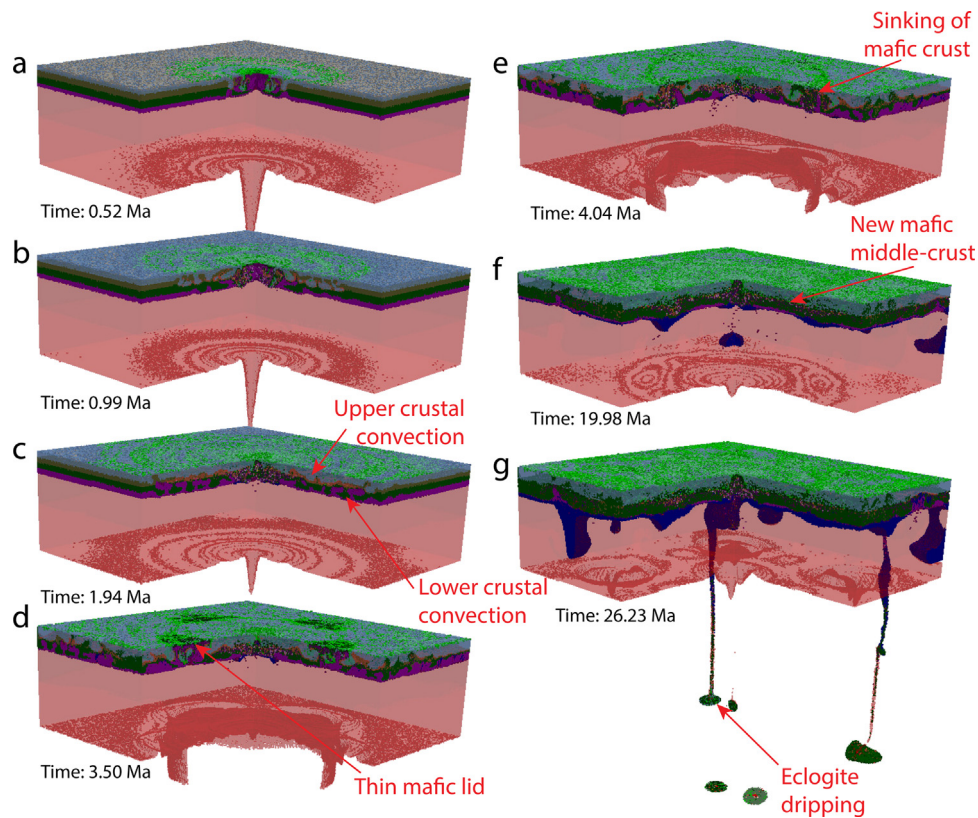 a
Time: 0.52 Ma
b
Time: 0.99 Ma
Upper crustal
convection
c
Time: 1.94 Ma
Lower crustal
convection
d
Time: 3.50 Ma
Thin mafic lid
Sinking of
mafic crust
e
Time: 4.04 Ma
New mafic
middle-crust
f
Time: 19.98 Ma
g
Time: 26.23 Ma
Eclogite
dripping